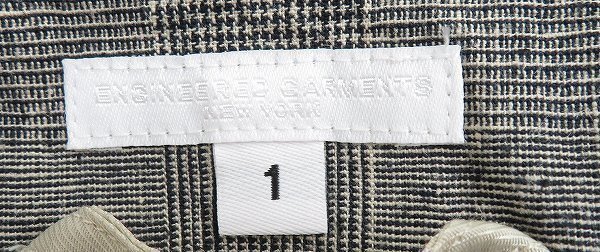 ENGINEERED GARMENTS
NEW YORK
1